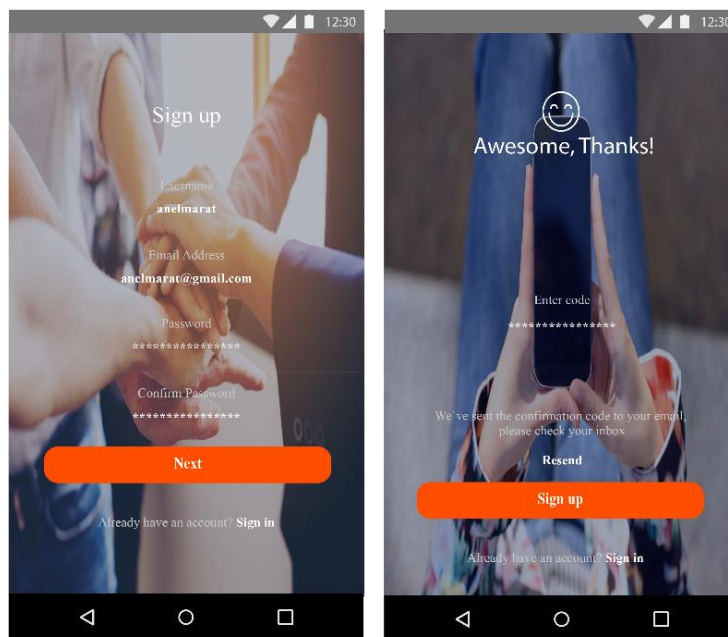 12:30
Sign up
Username
anelmarat
Email Address
anelmarat@gmail.com
Password
****************
Confirm Password
****************
Next
Already have an account? Sign in
12:30
Awesome, Thanks!
Enter code
****************
We've sent the confirmation code to your email,
please check your inbox
Resend
Sign up
Already have an account? Sign in